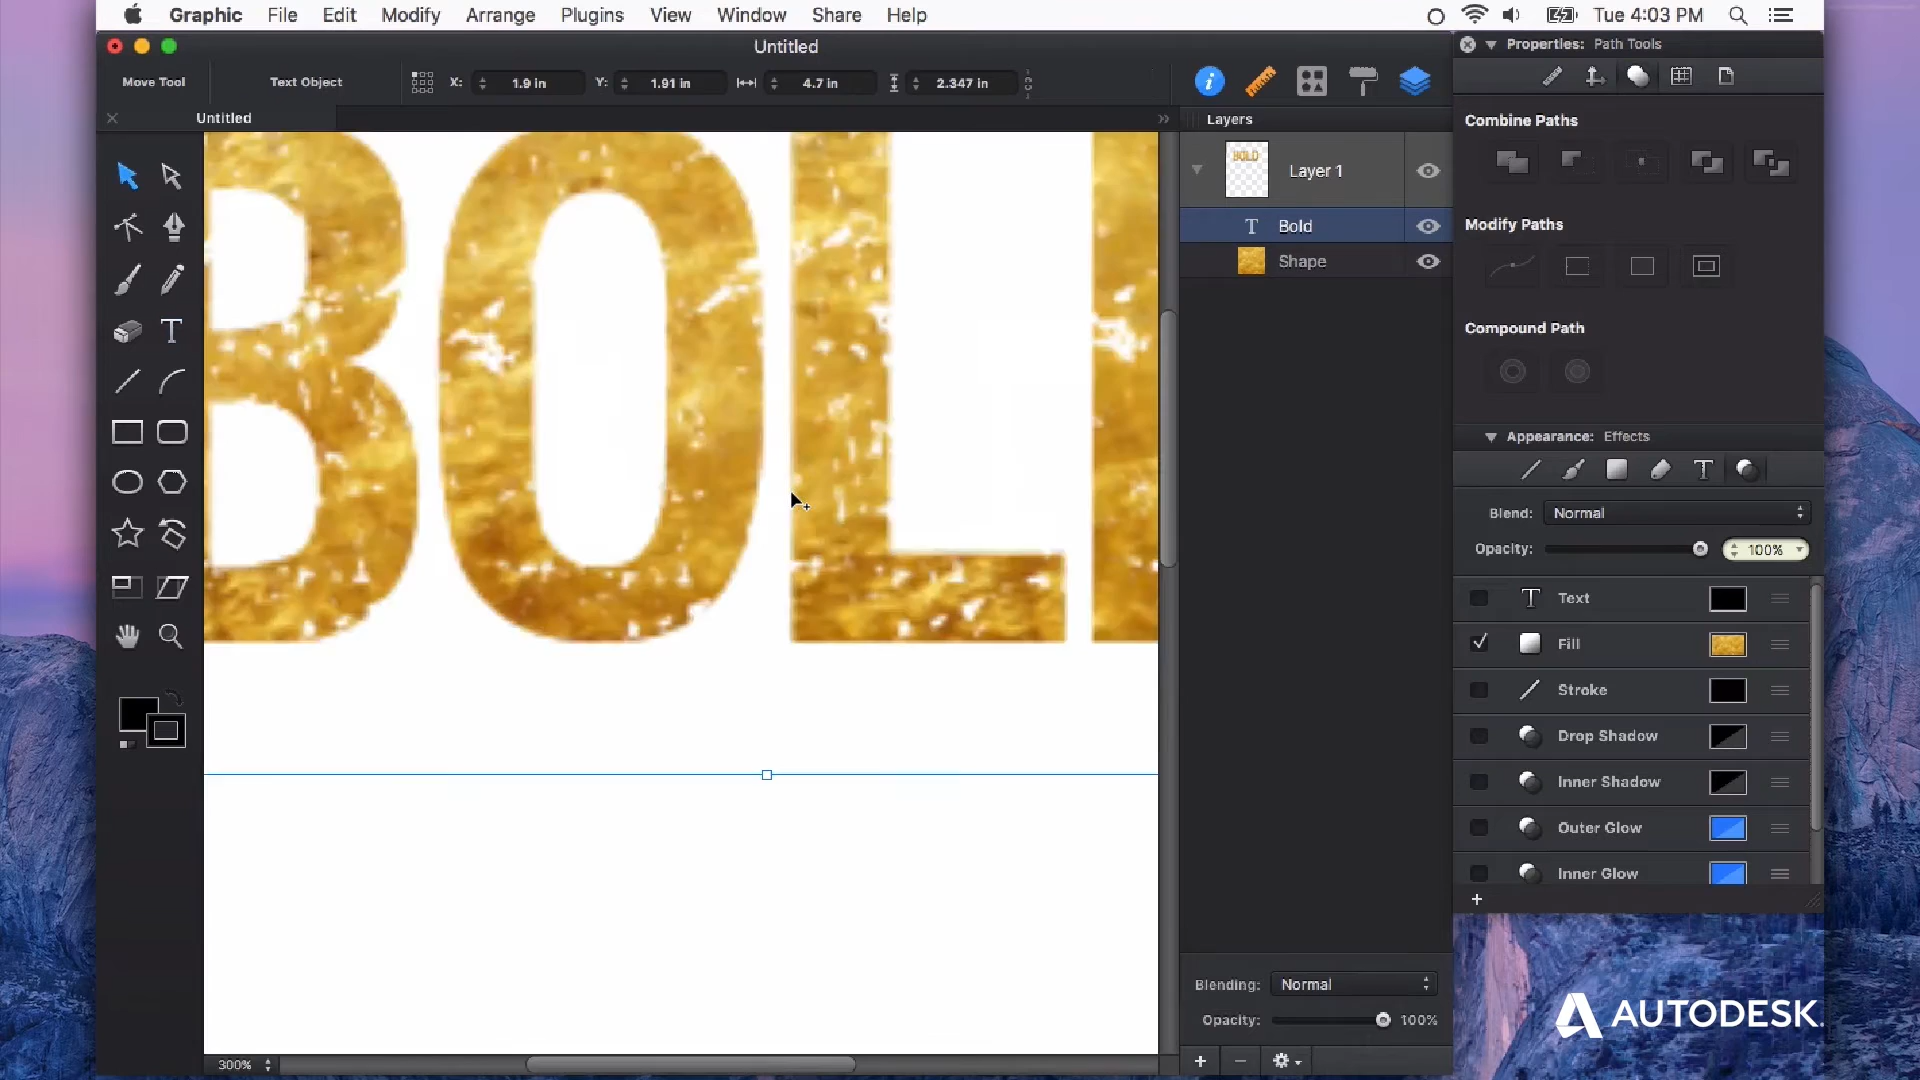 Graphic File Edit Modify Arrange Plugins View Window Share Help Tue 4:03 PM
Untitled
Properties: Path Tools
Move Tool Text Object X: 1.9 in Y: 1.91 in 4.7 in 2.347 in
Untitled
Layers
Combine Paths
Layer 1
Bold
Shape
Modify Paths
Compound Path
BOL
Appearance: Effects
Blend: Normal
Opacity: 100%
Text
Fill
Stroke
Drop Shadow
Inner Shadow
Outer Glow
Inner Glow
Blending: Normal
Opacity: 100%
300%
AUTODESK.